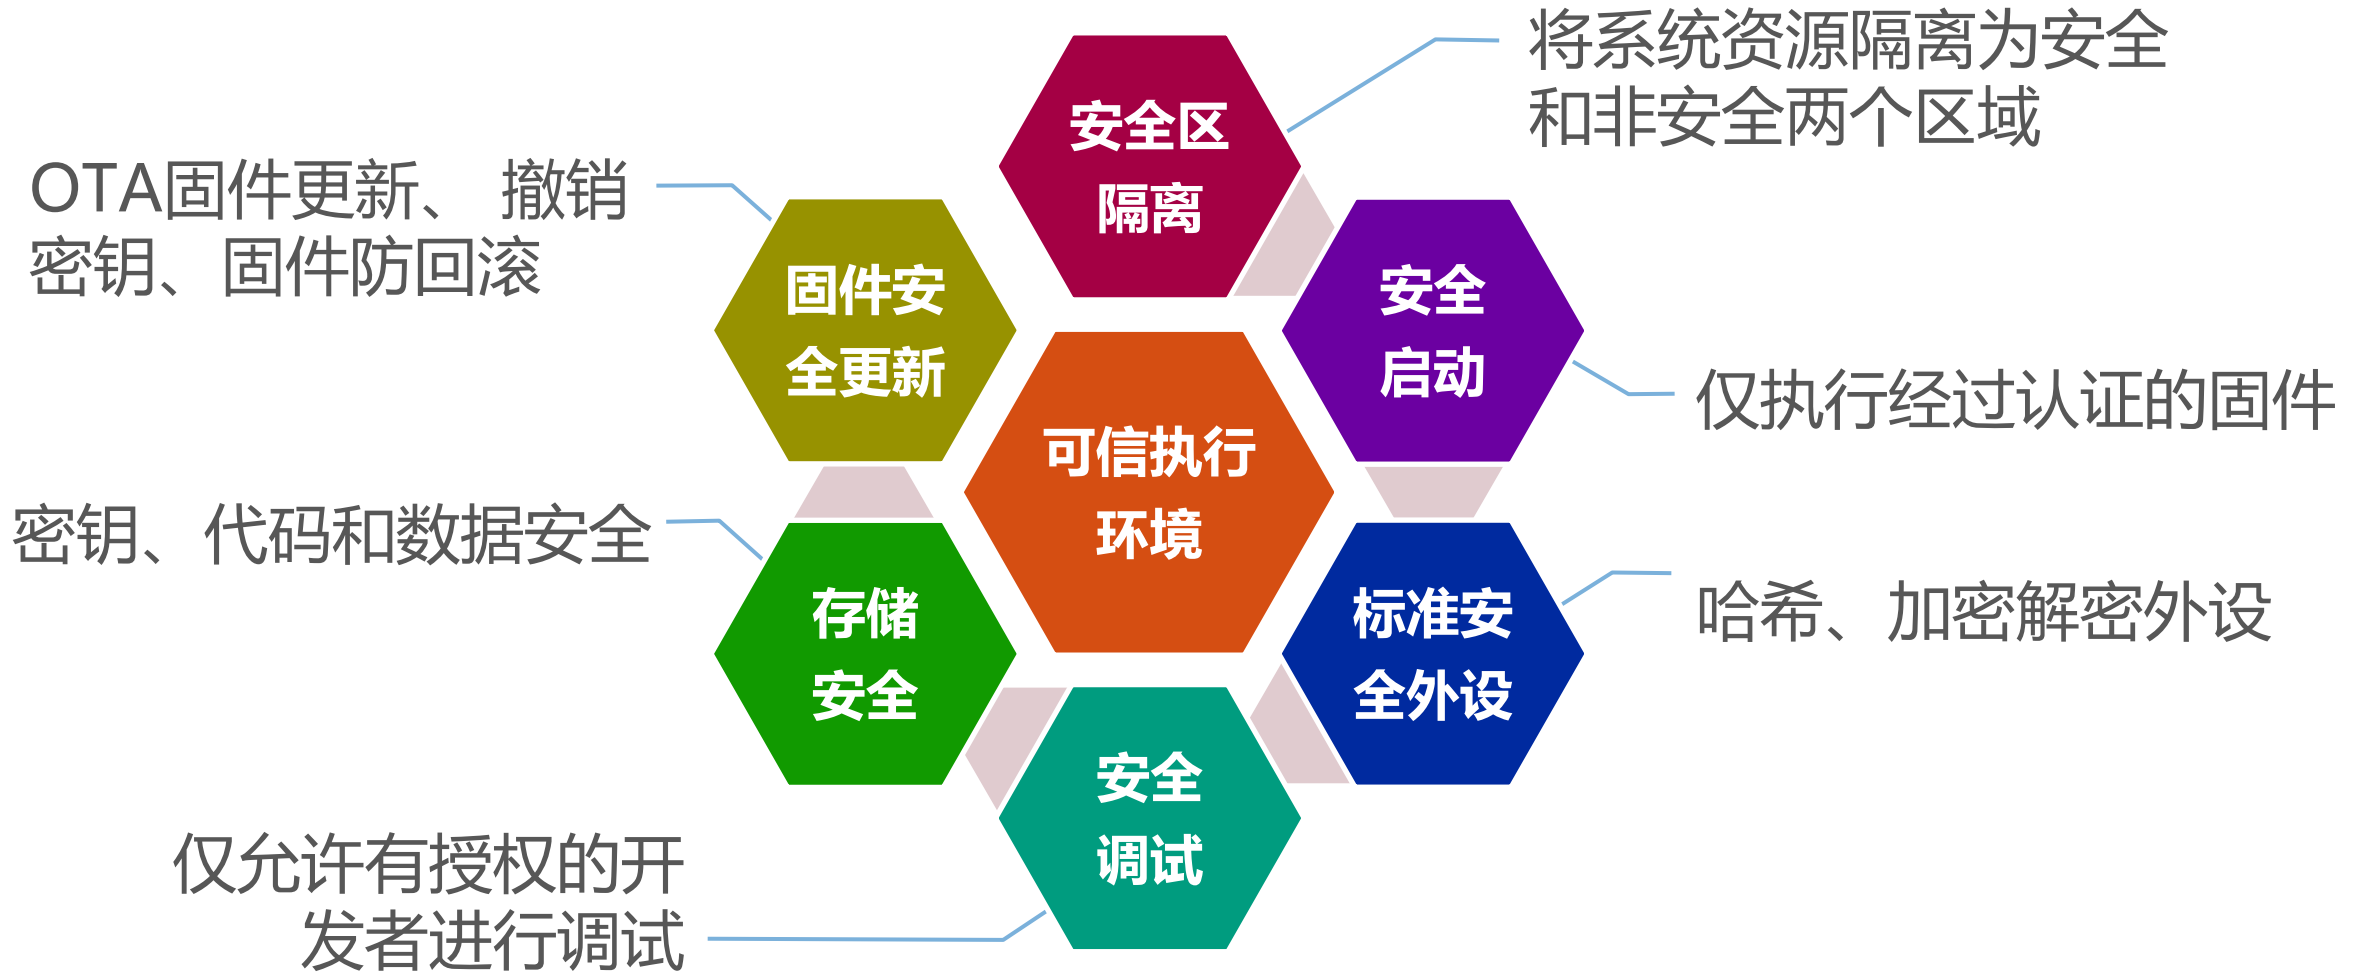 将系统资源隔离为安全
和非安全两个区域
安全区
隔离
OTA固件更新、 撤销
密钥、固件防回滚
固件安
全更新
安全
启动
仅执行经过认证的固件
可信执行
环境
密钥、代码和数据安全
存储
安全
标准安
全外设
哈希、加密解密外设
安全
调试
仅允许有授权的开
发者进行调试